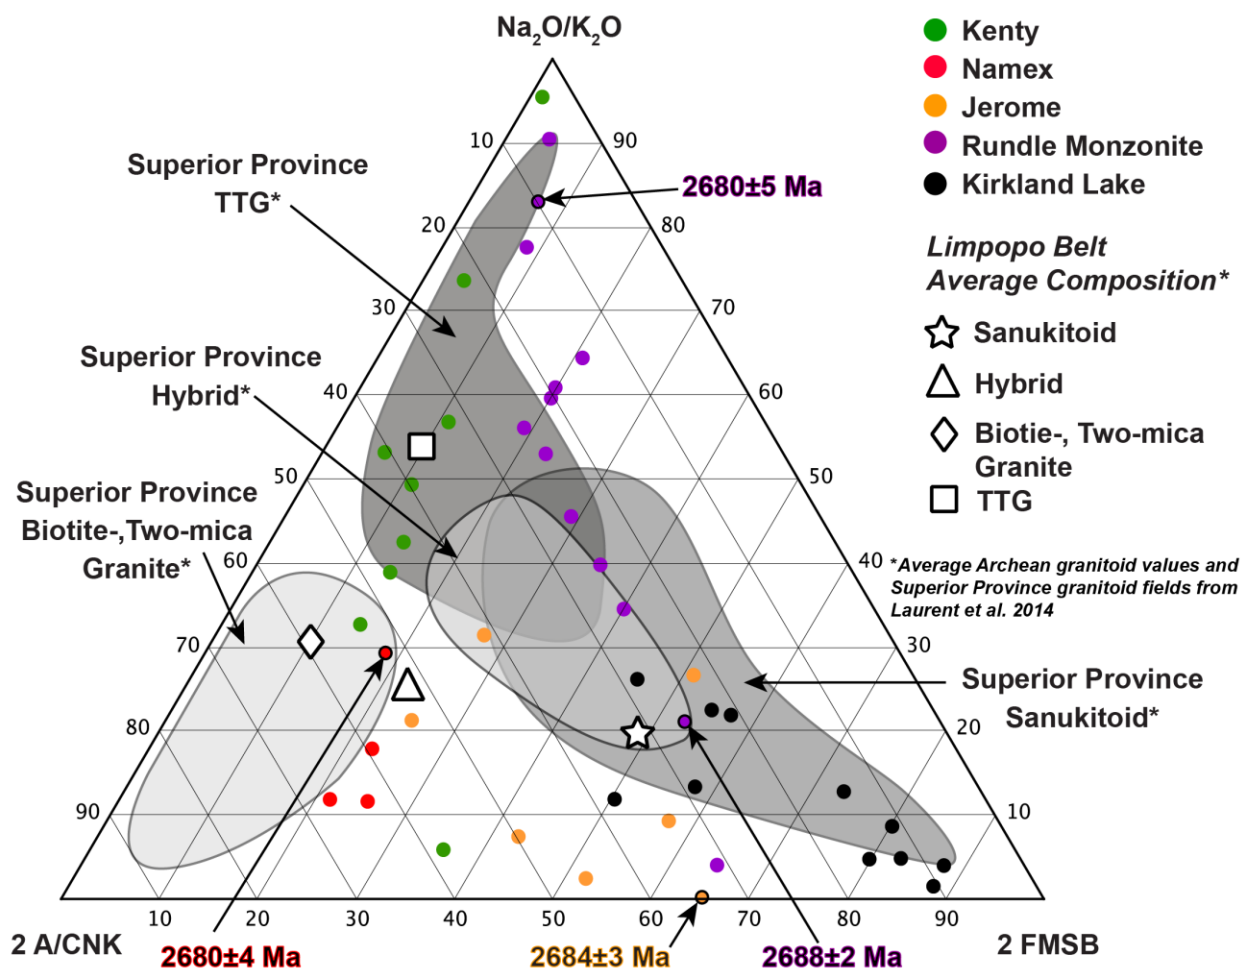 Na₂O/K₂O
Kenty
Namex
Jerome
Rundle Monzonite
Kirkland Lake
Limpopo Belt
Average Composition*
Sanukitoid
Hybrid
Biotie-, Two-mica
Granite
TTG
*Average Archean granitoid values and
Superior Province granitoid fields from
Laurent et al. 2014
Superior Province
TTG*
Superior Province
Hybrid*
Superior Province
Biotite-,Two-mica
Granite*
Superior Province
Sanukitoid*
2680±5 Ma
10
20
30
40
50
60
70
80
90
90
80
70
60
50
40
30
20
10
10
20
30
40
50
60
70
80
90
2 A/CNK
2680±4 Ma
2684±3 Ma
2688±2 Ma
2 FMSB